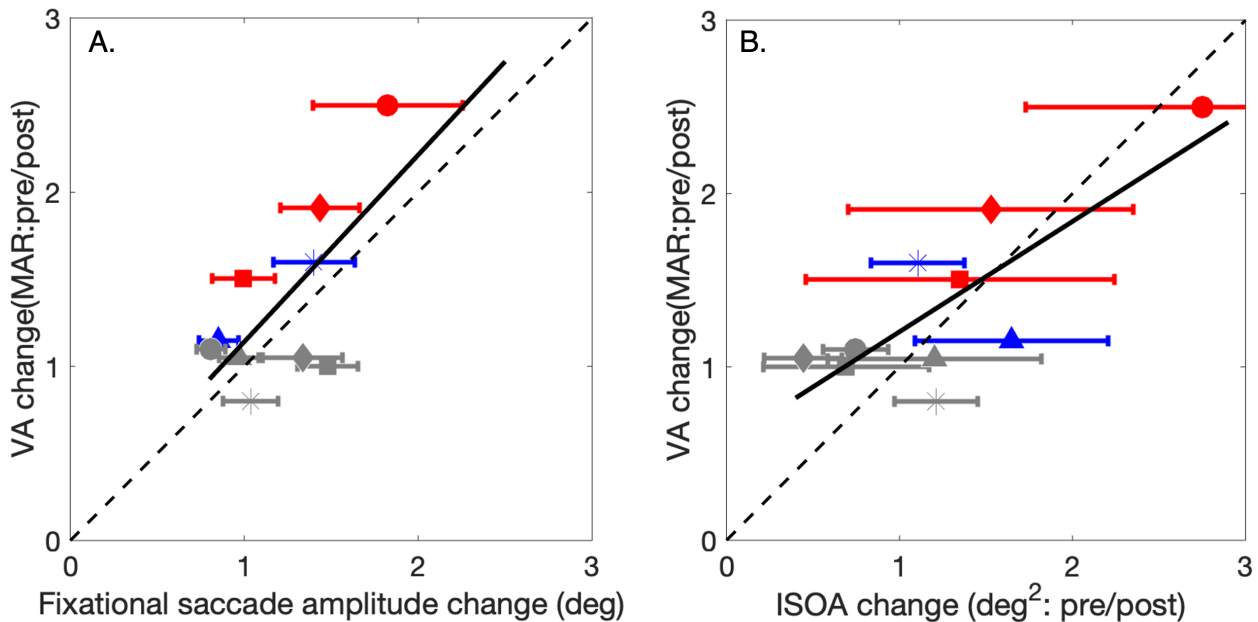 A.
3
2
1
0
VA change(MAR:pre/post)
0 1 2 3
Fixational saccade amplitude change (deg)
B.
3
2
1
0
VA change(MAR:pre/post)
0 1 2 3
ISOA change (deg²: pre/post)